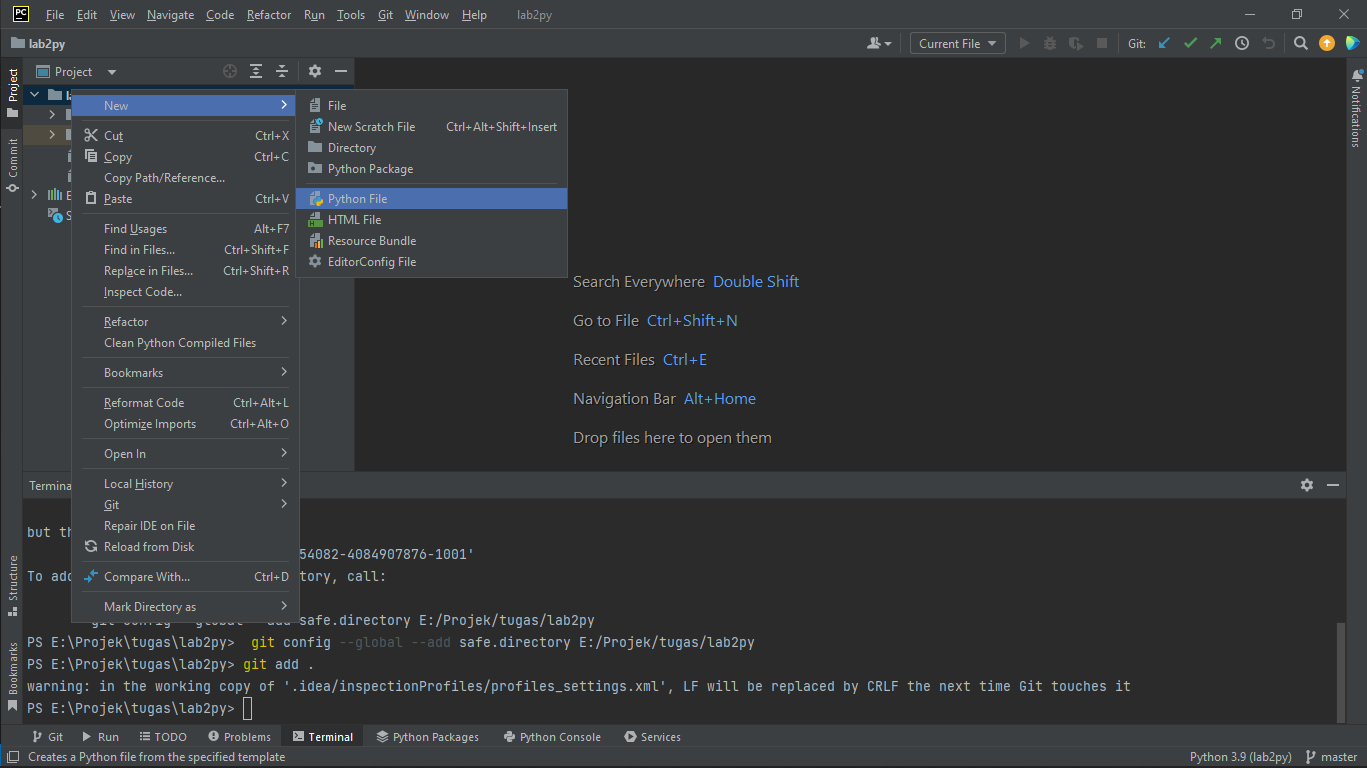 PC File Edit View Navigate Code Refactor Run Tools Git Window Help lab2py
lab2py Current File Git:
Project
New
Cut Ctrl+X
Copy Ctrl+C
Copy Path/Reference...
Paste Ctrl+V
Find Usages Alt+F7
Find in Files... Ctrl+Shift+F
Replace in Files... Ctrl+Shift+R
Inspect Code...
Refactor
Clean Python Compiled Files
Bookmarks
Reformat Code Ctrl+Alt+L
Optimize Imports Ctrl+Alt+O
Open In
Local History
Git
Repair IDE on File
Reload from Disk
Compare With... Ctrl+D
Mark Directory as
File
New Scratch File Ctrl+Alt+Shift+Insert
Directory
Python Package
Python File
HTML File
Resource Bundle
EditorConfig File
Search Everywhere Double Shift
Go to File Ctrl+Shift+N
Recent Files Ctrl+E
Navigation Bar Alt+Home
Drop files here to open them
Project
Commit
Structure
Bookmarks
Notifications
Termina
but th
54082-4084907876-1001'
To add tory, call:
safe.directory E:/Projek/tugas/lab2py
PS E:\Projek\tugas\lab2py>  git config --global --add safe.directory E:/Projek/tugas/lab2py
PS E:\Projek\tugas\lab2py> git add .
warning: in the working copy of '.idea/inspectionProfiles/profiles_settings.xml', LF will be replaced by CRLF the next time Git touches it
PS E:\Projek\tugas\lab2py>
Git Run TODO Problems Terminal Python Packages Python Console Services
Creates a Python file from the specified template Python 3.9 (lab2py) master